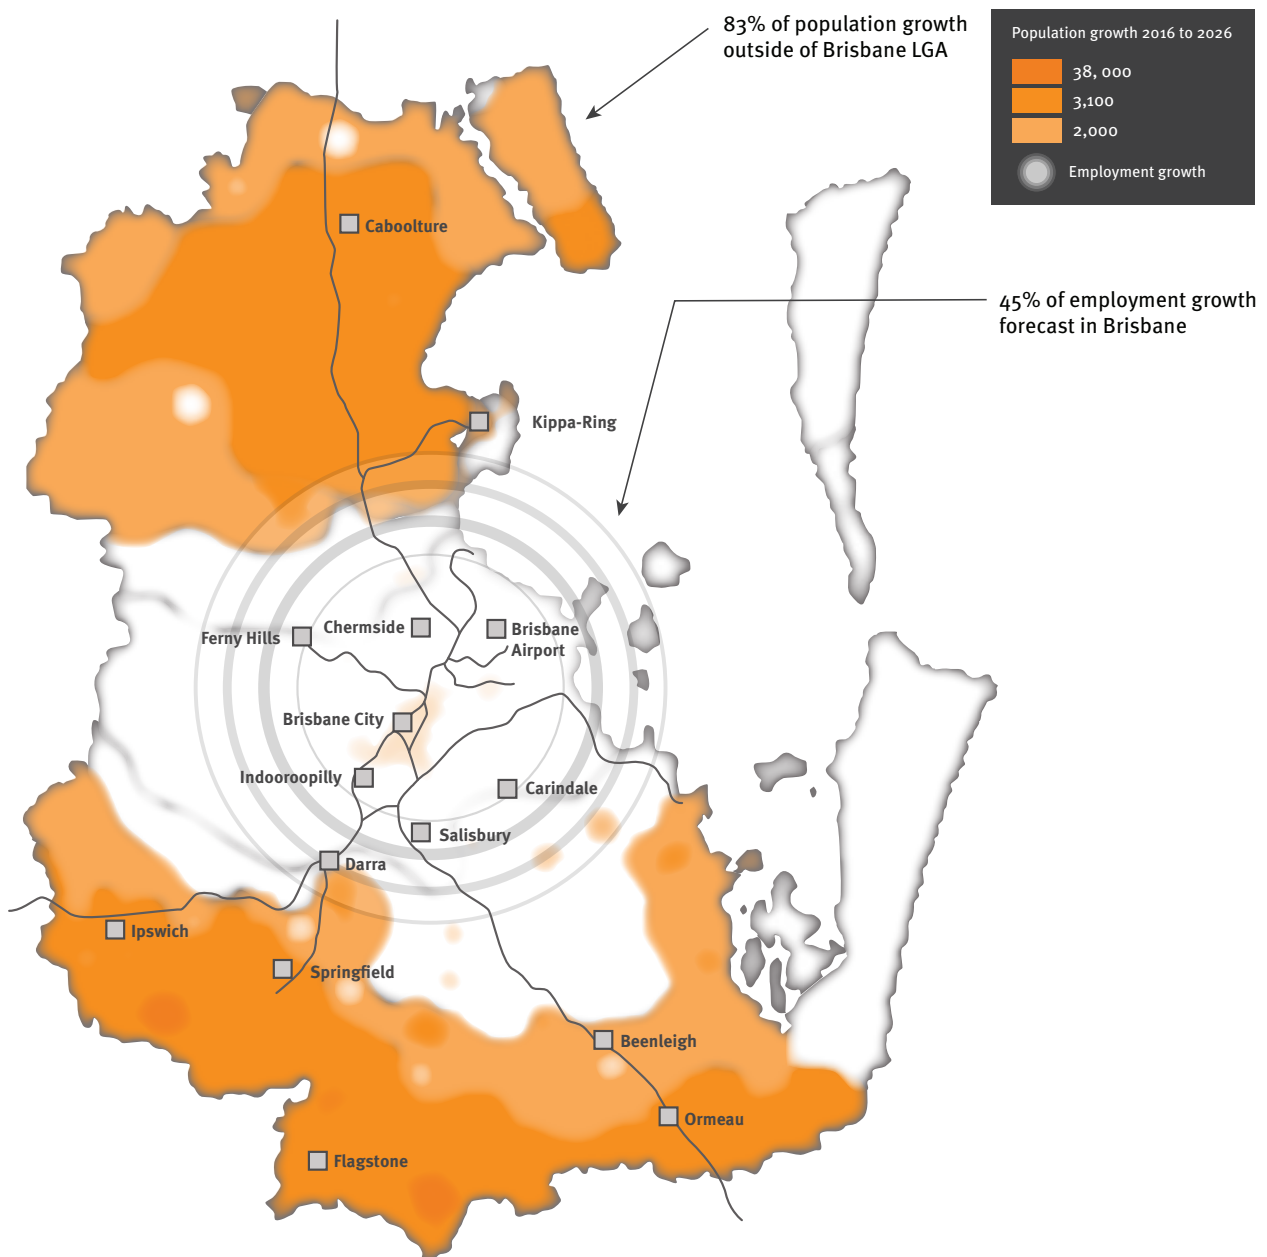 83% of population growth
outside of Brisbane LGA
Population growth 2016 to 2026
38, 000
3,100
2,000
Employment growth
Caboolture
45% of employment growth
forecast in Brisbane
Kippa-Ring
Ferny Hills
Chermside
Brisbane
Airport
Brisbane City
Indooroopilly
Carindale
Salisbury
Darra
Ipswich
Springfield
Beenleigh
Ormeau
Flagstone